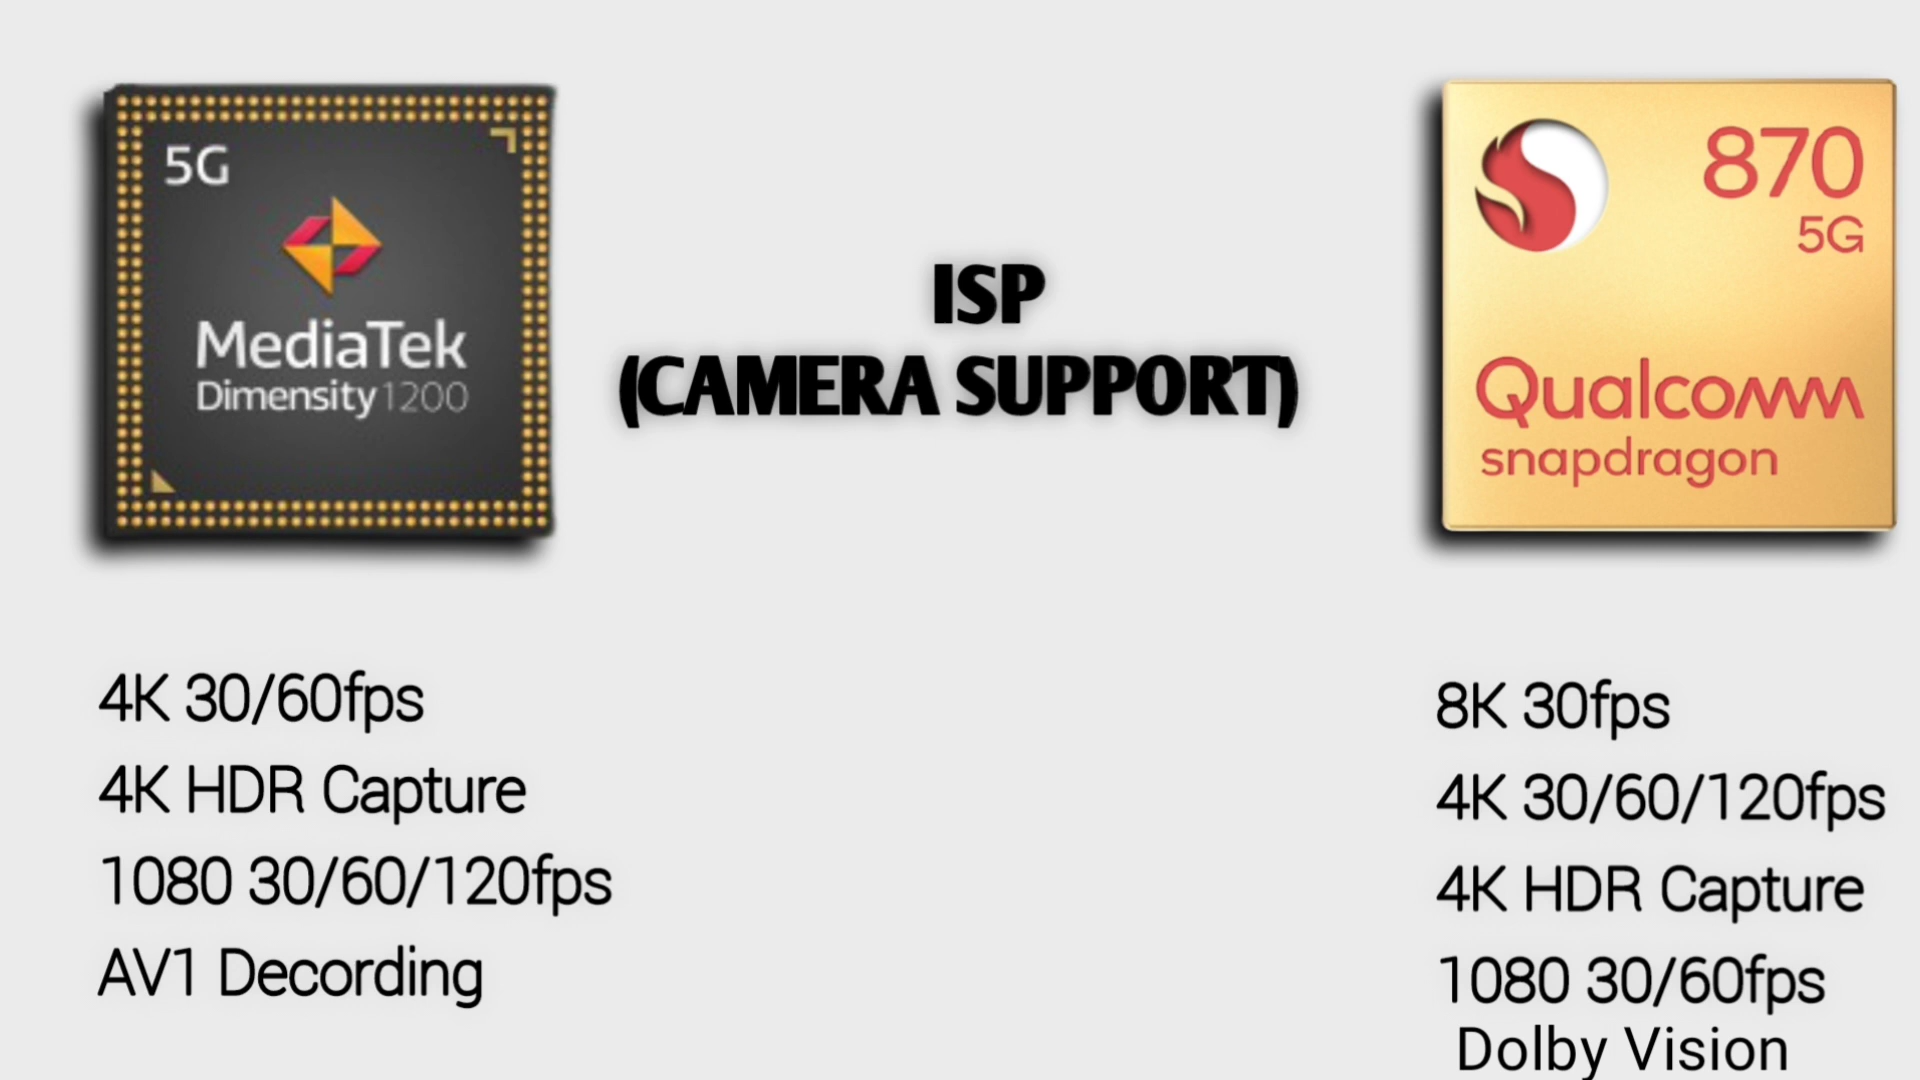 5G
MediaTek
Dimensity 1200
ISP
(CAMERA SUPPORT)
870
5G
Qualcomm
snapdragon
4K 30/60fps
4K HDR Capture
1080 30/60/120fps
AV1 Decording
8K 30fps
4K 30/60/120fps
4K HDR Capture
1080 30/60fps
Dolby Vision